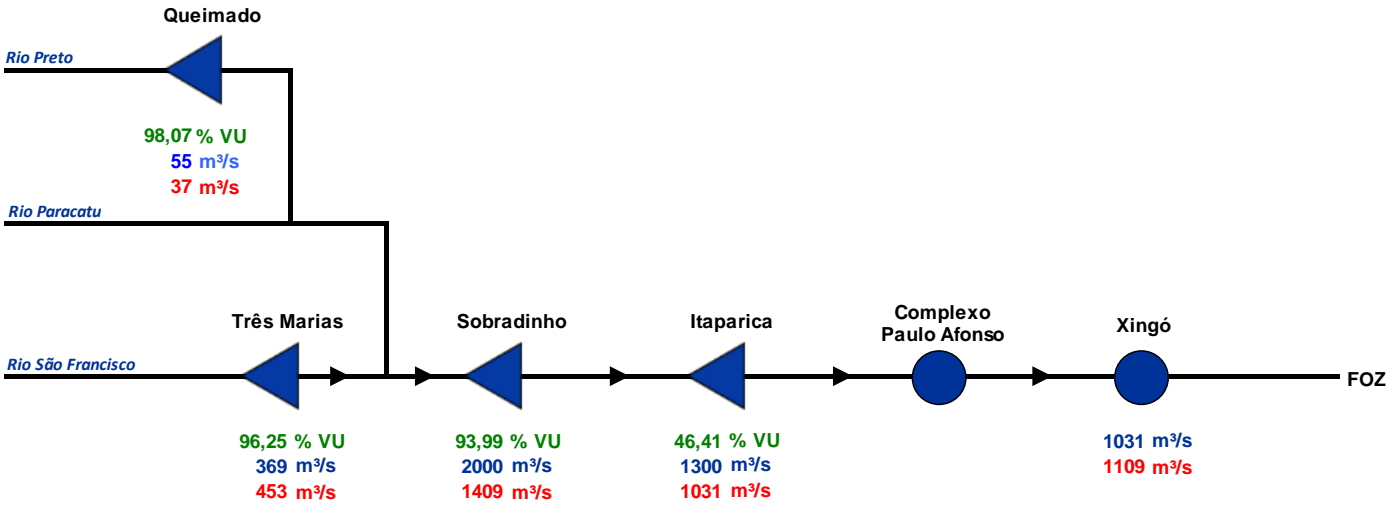 Queimado
Rio Preto
98,07 % VU
55 m³/s
37 m³/s
Rio Paracatu
Três Marias
Sobradinho
Itaparica
Complexo
Paulo Afonso
Xingó
Rio São Francisco
FOZ
96,25 % VU
369 m³/s
453 m³/s
93,99 % VU
2000 m³/s
1409 m³/s
46,41 % VU
1300 m³/s
1031 m³/s
1031 m³/s
1109 m³/s